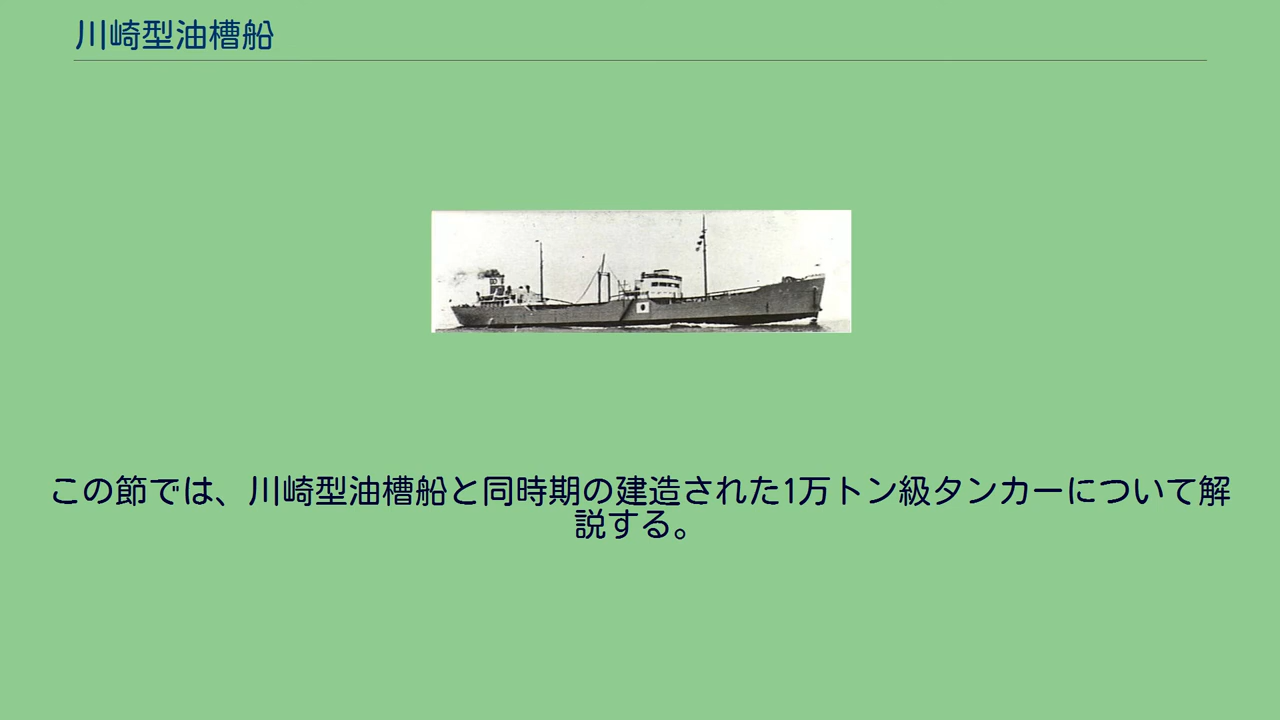 川崎型油槽船
この節では、川崎型油槽船と同時期の建造された1万トン級タンカーについて解
説する。